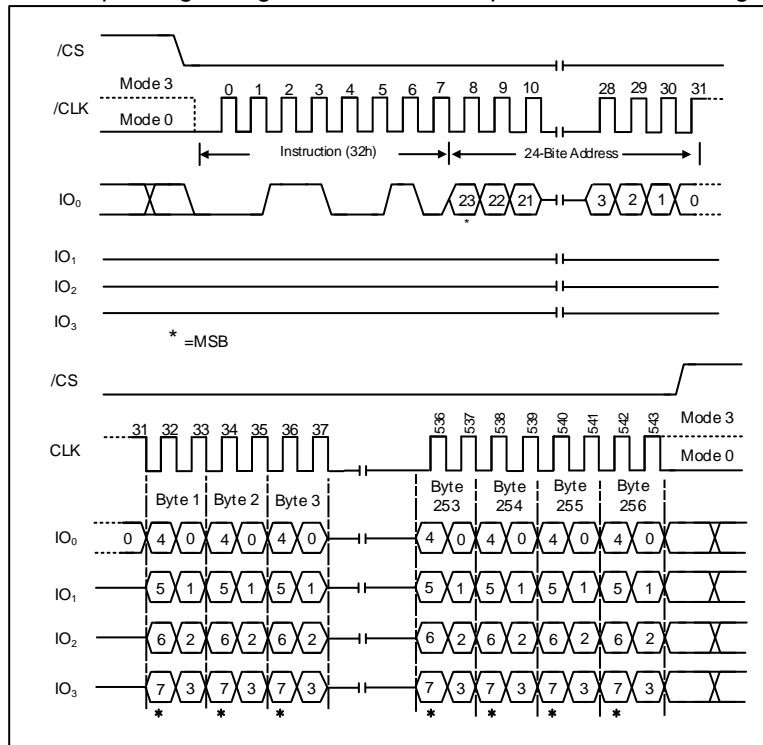 /CS
Mode 3
0 1 2 3 4 5 6 7 8 9 10 28 29 30 31
/CLK
Mode 0
Instruction (32h) 24-Bite Address
IO0 23 22 21 3 2 1 0
*
IO1
IO2
IO3
* =MSB
/CS
31 32 33 34 35 36 37 536 537 538 539 540 541 542 543 Mode 3
CLK
Mode 0
Byte 1 Byte 2 Byte 3 Byte 253 Byte 254 Byte 255 Byte 256
IO0 0 4 0 4 0 4 0 4 0 4 0 4 0 4 0
IO1 5 1 5 1 5 1 5 1 5 1 5 1 5 1
IO2 6 2 6 2 6 2 6 2 6 2 6 2 6 2
IO3 7 3 7 3 7 3 7 3 7 3 7 3 7 3
* * * * * * *